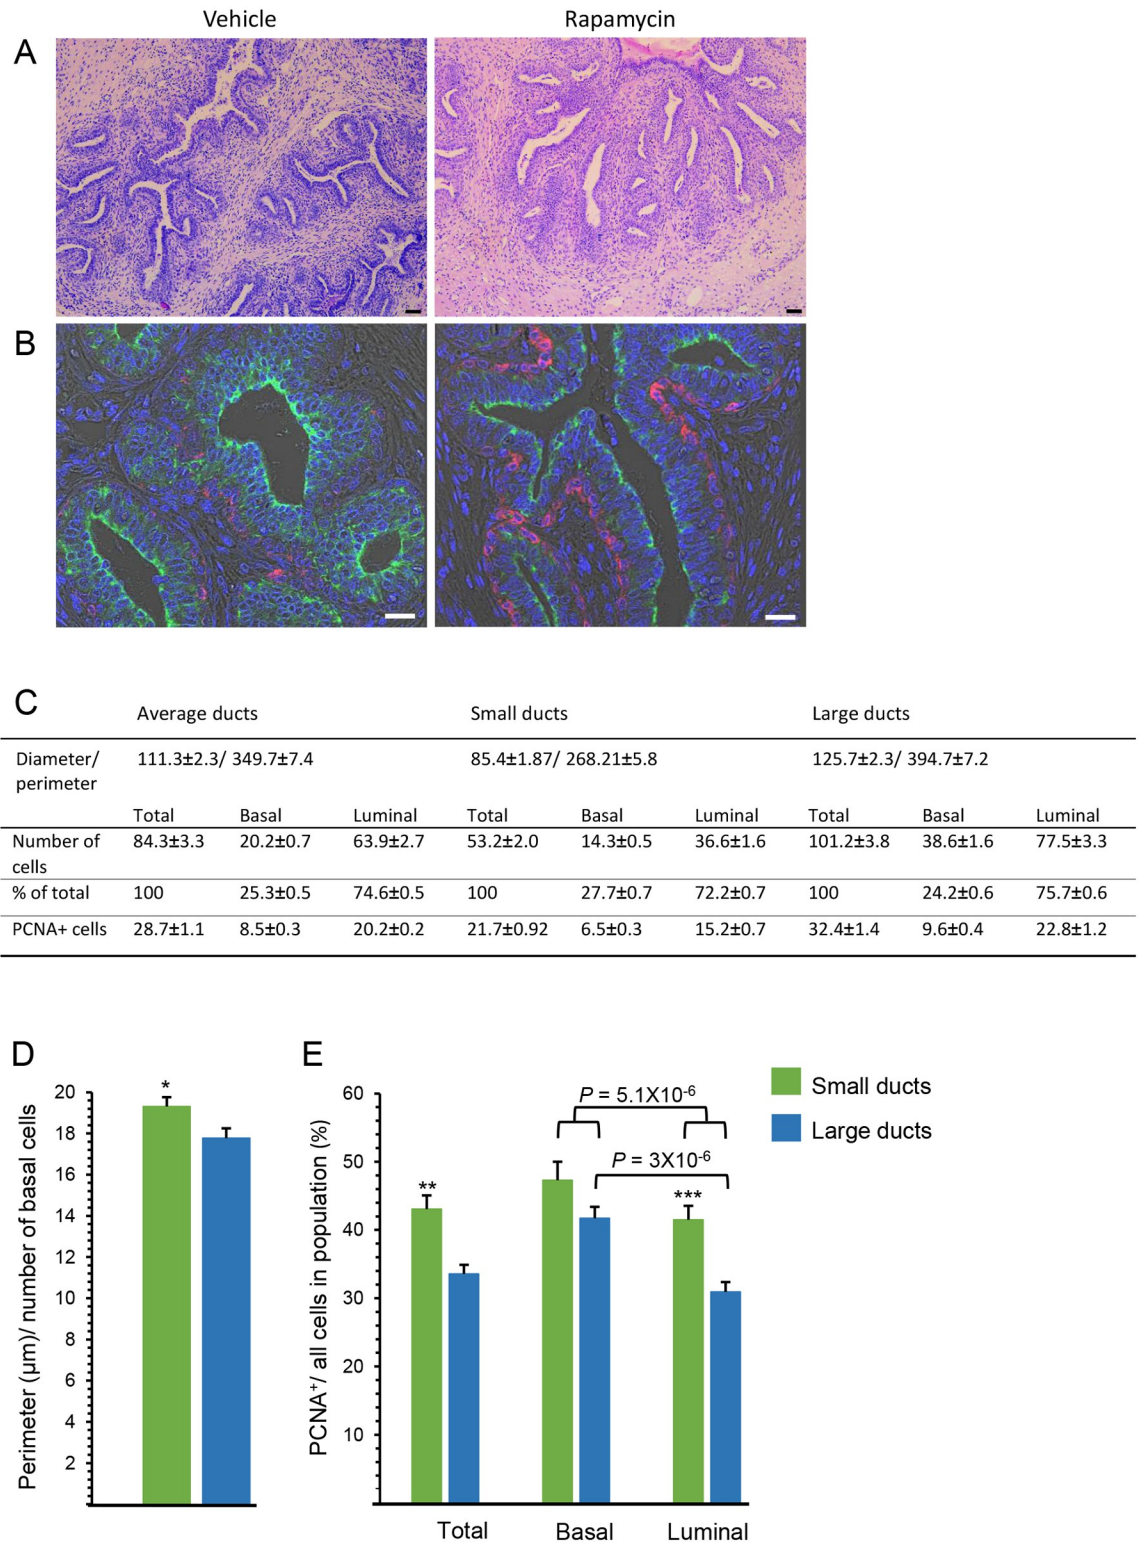 Vehicle Rapamycin
A
B
C
Average ducts Small ducts Large ducts
Diameter/ 111.3±2.3/ 349.7±7.4 85.4±1.87/ 268.21±5.8 125.7±2.3/ 394.7±7.2
perimeter
Total Basal Luminal Total Basal Luminal Total Basal Luminal
Number of 84.3±3.3 20.2±0.7 63.9±2.7 53.2±2.0 14.3±0.5 36.6±1.6 101.2±3.8 38.6±1.6 77.5±3.3
cells
% of total 100 25.3±0.5 74.6±0.5 100 27.7±0.7 72.2±0.7 100 24.2±0.6 75.7±0.6
PCNA+ cells 28.7±1.1 8.5±0.3 20.2±0.2 21.7±0.92 6.5±0.3 15.2±0.7 32.4±1.4 9.6±0.4 22.8±1.2
D
Perimeter (µm)/ number of basal cells
20
18
16
14
12
10
8
6
4
2
*
E
PCNA⁺/ all cells in population (%)
60
50
40
30
20
10
P = 5.1X10⁻⁶
P = 3X10⁻⁶
**
***
Total Basal Luminal
Small ducts
Large ducts